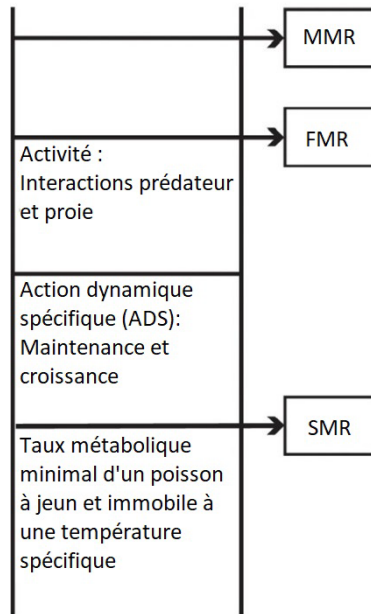 MMR
FMR
Activité :
Interactions prédateur
et proie
Action dynamique
spécifique (ADS):
Maintenance et
croissance
SMR
Taux métabolique
minimal d'un poisson
à jeun et immobile à
une température
spécifique